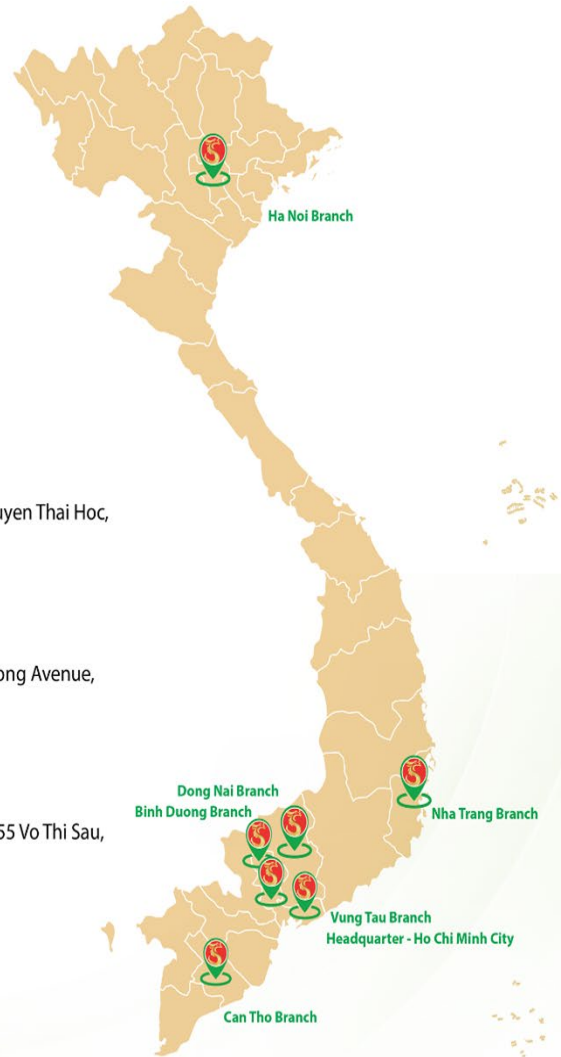 Ha Noi Branch
uyen Thai Hoc,
ong Avenue,
Dong Nai Branch
Binh Duong Branch
Nha Trang Branch
55 Vo Thi Sau,
Vung Tau Branch
Headquarter - Ho Chi Minh City
Can Tho Branch